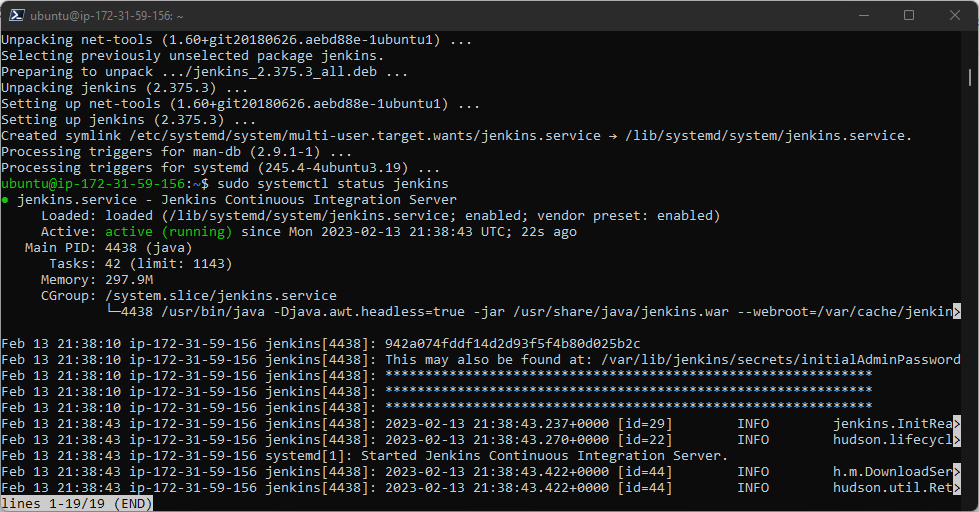 ubuntu@ip-172-31-59-156: ~
Unpacking net-tools (1.60+git20180626.aebd88e-1ubuntu1) ...
Selecting previously unselected package jenkins.
Preparing to unpack .../jenkins_2.375.3_all.deb ...
Unpacking jenkins (2.375.3) ...
Setting up net-tools (1.60+git20180626.aebd88e-1ubuntu1) ...
Setting up jenkins (2.375.3) ...
Created symlink /etc/systemd/system/multi-user.target.wants/jenkins.service → /lib/systemd/system/jenkins.service.
Processing triggers for man-db (2.9.1-1) ...
Processing triggers for systemd (245.4-4ubuntu3.19) ...
ubuntu@ip-172-31-59-156:~$ sudo systemctl status jenkins
● jenkins.service - Jenkins Continuous Integration Server
     Loaded: loaded (/lib/systemd/system/jenkins.service; enabled; vendor preset: enabled)
     Active: active (running) since Mon 2023-02-13 21:38:43 UTC; 22s ago
   Main PID: 4438 (java)
      Tasks: 42 (limit: 1143)
     Memory: 297.9M
     CGroup: /system.slice/jenkins.service
             └─4438 /usr/bin/java -Djava.awt.headless=true -jar /usr/share/java/jenkins.war --webroot=/var/cache/jenkin>
Feb 13 21:38:10 ip-172-31-59-156 jenkins[4438]: 942a074fddf14d2d93f5f4b80d025b2c
Feb 13 21:38:10 ip-172-31-59-156 jenkins[4438]: This may also be found at: /var/lib/jenkins/secrets/initialAdminPassword
Feb 13 21:38:10 ip-172-31-59-156 jenkins[4438]: *************************************************************
Feb 13 21:38:10 ip-172-31-59-156 jenkins[4438]: *************************************************************
Feb 13 21:38:10 ip-172-31-59-156 jenkins[4438]: *************************************************************
Feb 13 21:38:43 ip-172-31-59-156 jenkins[4438]: 2023-02-13 21:38:43.237+0000 [id=29]        INFO        jenkins.InitRea>
Feb 13 21:38:43 ip-172-31-59-156 jenkins[4438]: 2023-02-13 21:38:43.270+0000 [id=22]        INFO        hudson.lifecycl>
Feb 13 21:38:43 ip-172-31-59-156 systemd[1]: Started Jenkins Continuous Integration Server.
Feb 13 21:38:43 ip-172-31-59-156 jenkins[4438]: 2023-02-13 21:38:43.422+0000 [id=44]        INFO        h.m.DownloadSer>
Feb 13 21:38:43 ip-172-31-59-156 jenkins[4438]: 2023-02-13 21:38:43.422+0000 [id=44]        INFO        hudson.util.Ret>
lines 1-19/19 (END)